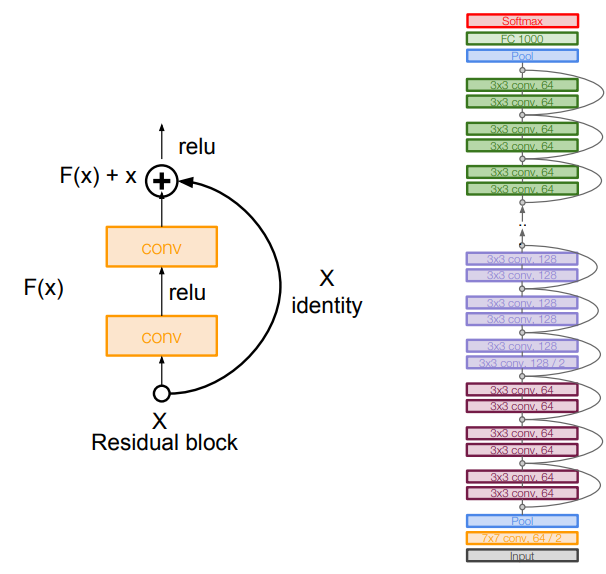 relu
F(x) + x
conv
F(x)
relu
X
identity
conv
X
Residual block
Softmax
FC 1000
Pool
3x3 conv, 64
3x3 conv, 64
3x3 conv, 64
3x3 conv, 64
3x3 conv, 64
3x3 conv, 64
..
3x3 conv, 128
3x3 conv, 128
3x3 conv, 128
3x3 conv, 128
3x3 conv, 128
3x3 conv, 128 / 2
3x3 conv, 64
3x3 conv, 64
3x3 conv, 64
3x3 conv, 64
3x3 conv, 64
3x3 conv, 64
Pool
7x7 conv, 64 / 2
Input